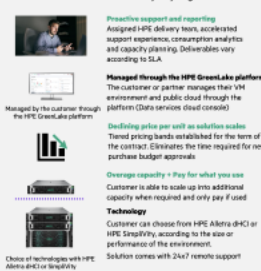 Proactive support and reporting
Assigned HPE delivery team, accelerated
support experience, consumption analytics
and capacity planning. Deliverables vary
according to SLA
Managed by the customer through
the HPE GreenLake platform
Managed through the HPE GreenLake platform
The customer or partner manages their VM
environment and public cloud through the
platform (Data services cloud console)
Declining price per unit as solution scales
Tiered pricing bands established for the term of
the contract. Eliminates the time required for ne
purchase budget approvals
Overage capacity + Pay for what you use
Customer is able to scale up into additional
capacity when required and only pay if used
Technology
Customer can choose from HPE Alletra dHCI or
HPE SimpliVity, according to the size or
performance of the environment.
Solution comes with 24x7 remote support
Choice of technologies with HPE
Alletra dHCI or SimpliVity